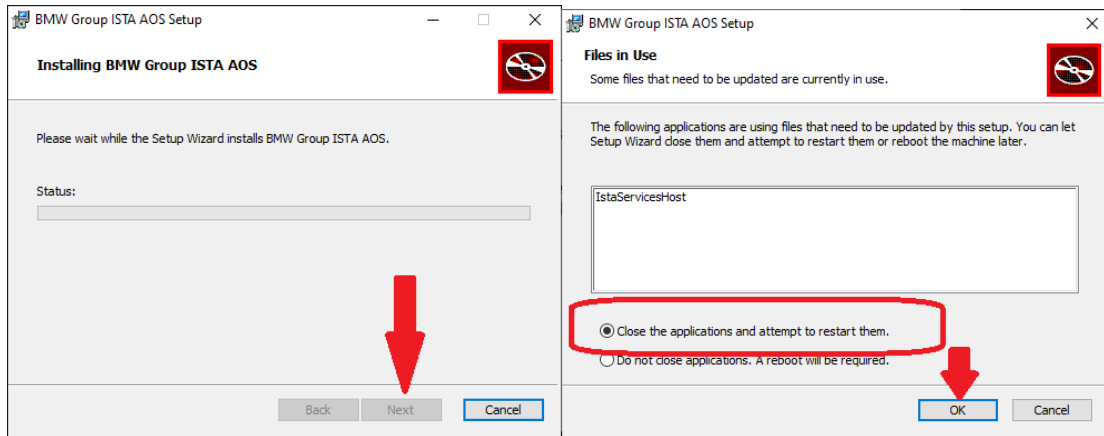 BMW Group ISTA AOS Setup
Installing BMW Group ISTA AOS
Please wait while the Setup Wizard installs BMW Group ISTA AOS.
Status:
Back
Next
Cancel
BMW Group ISTA AOS Setup
Files in Use
Some files that need to be updated are currently in use.
The following applications are using files that need to be updated by this setup. You can let
Setup Wizard close them and attempt to restart them or reboot the machine later.
IstaServicesHost
Close the applications and attempt to restart them.
Do not close applications. A reboot will be required.
OK
Cancel